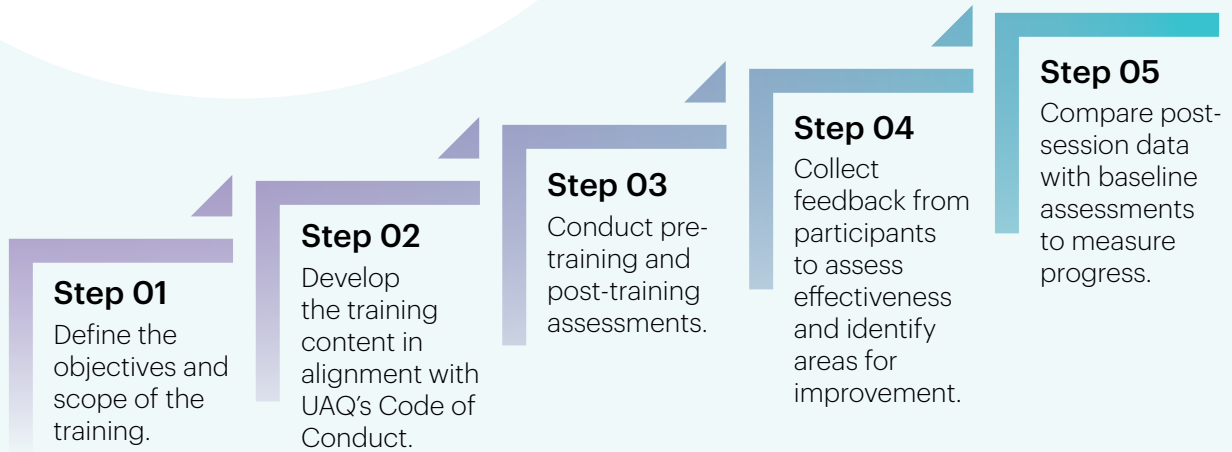 Step 01
Define the
objectives and
scope of the
training.
Step 02
Develop
the training
content in
alignment with
UAQ’s Code of
Conduct.
Step 03
Conduct pre-
training and
post-training
assessments.
Step 04
Collect
feedback from
participants
to assess
effectiveness
and identify
areas for
improvement.
Step 05
Compare post-
session data
with baseline
assessments
to measure
progress.